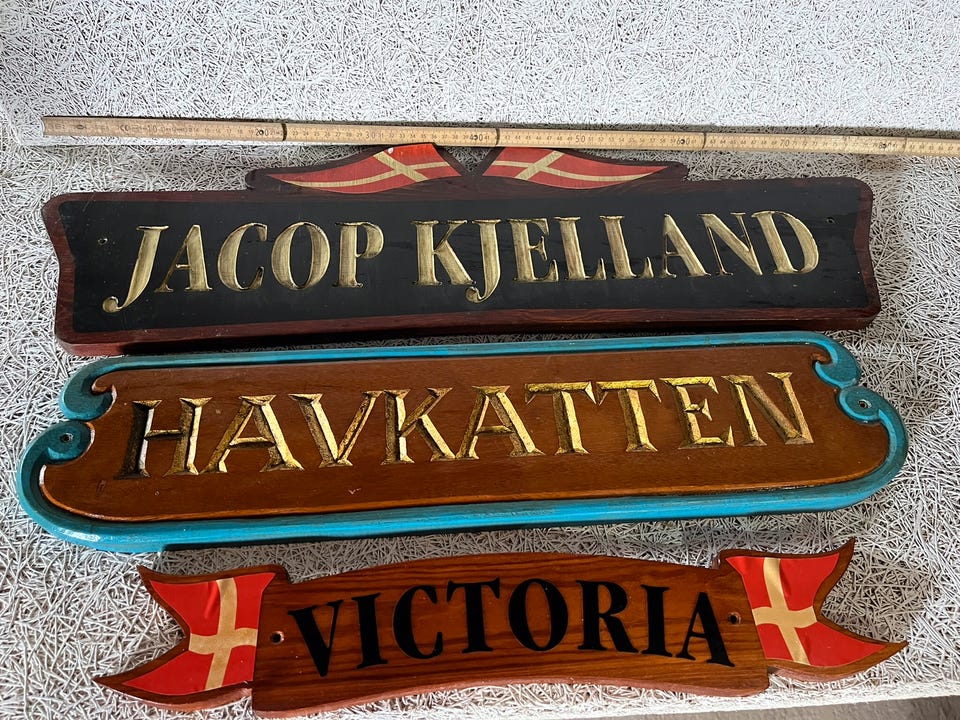 JACOP KJELLAND
HAVKATTEN
VICTORIA